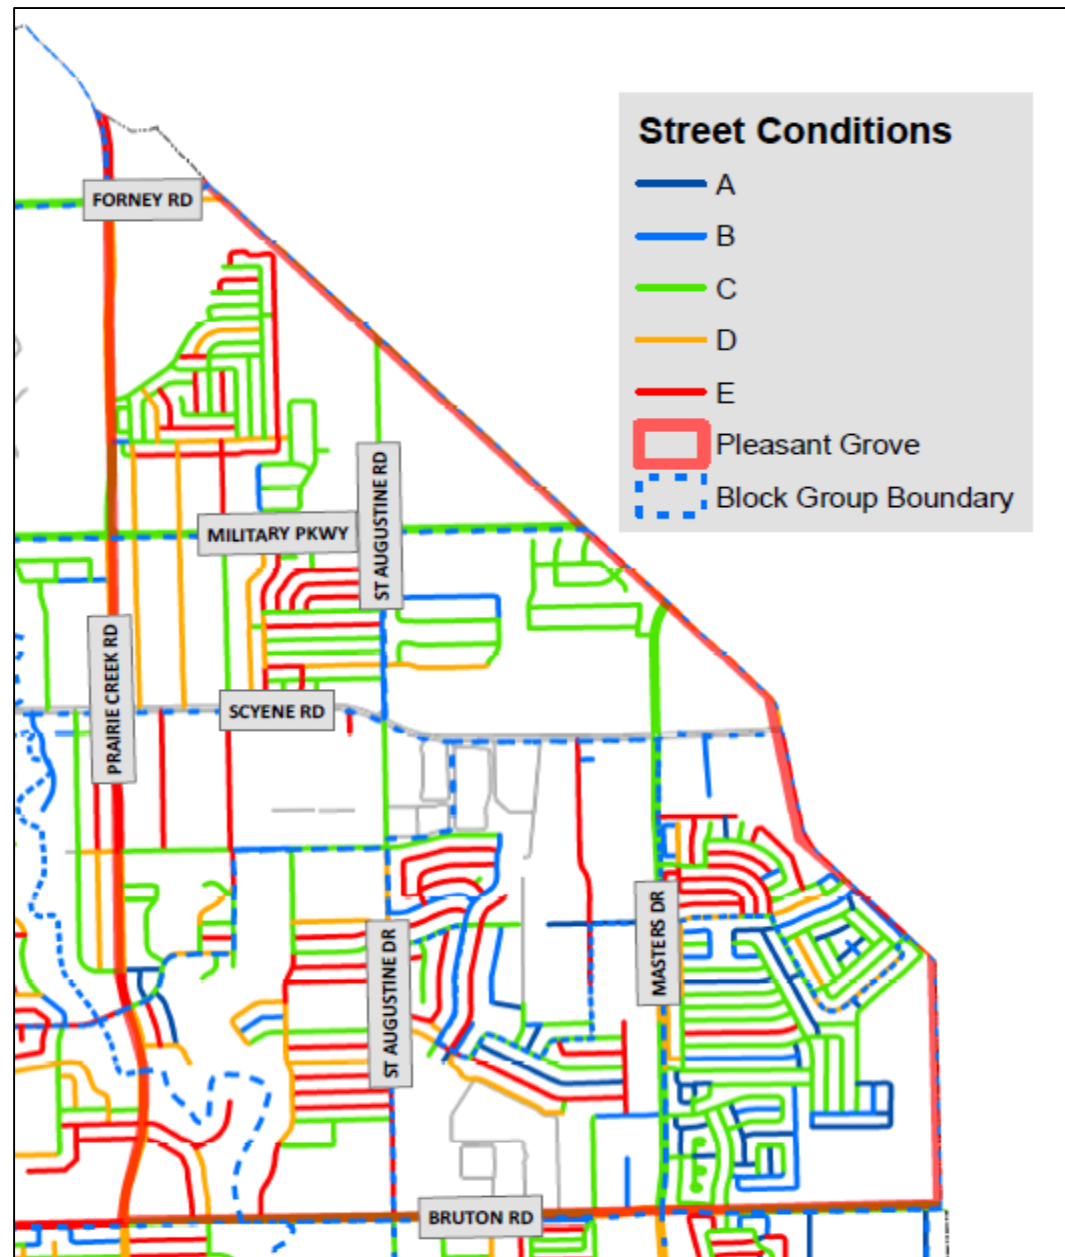 Street Conditions
A
B
C
D
E
Pleasant Grove
Block Group Boundary
FORNEY RD
MILITARY PKWY
ST AUGUSTINE RD
PRAIRIE CREEK RD
SCYENE RD
MASTERS DR
ST AUGUSTINE DR
BRUTON RD